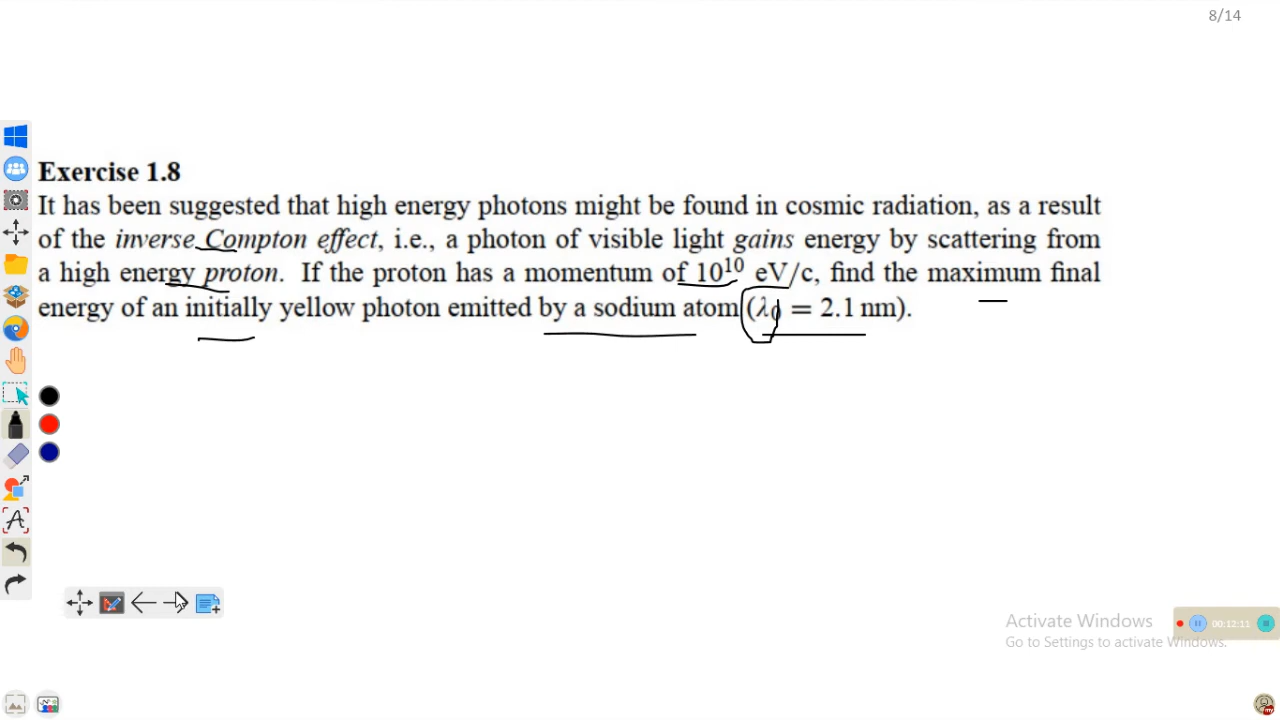 8/14
Exercise 1.8
It has been suggested that high energy photons might be found in cosmic radiation, as a result
of the inverse Compton effect, i.e., a photon of visible light gains energy by scattering from
a high energy proton. If the proton has a momentum of 10¹⁰ eV/c, find the maximum final
energy of an initially yellow photon emitted by a sodium atom (λ₀ = 2.1 nm).
Activate Windows
Go to Settings to activate Windows.
00:12:11